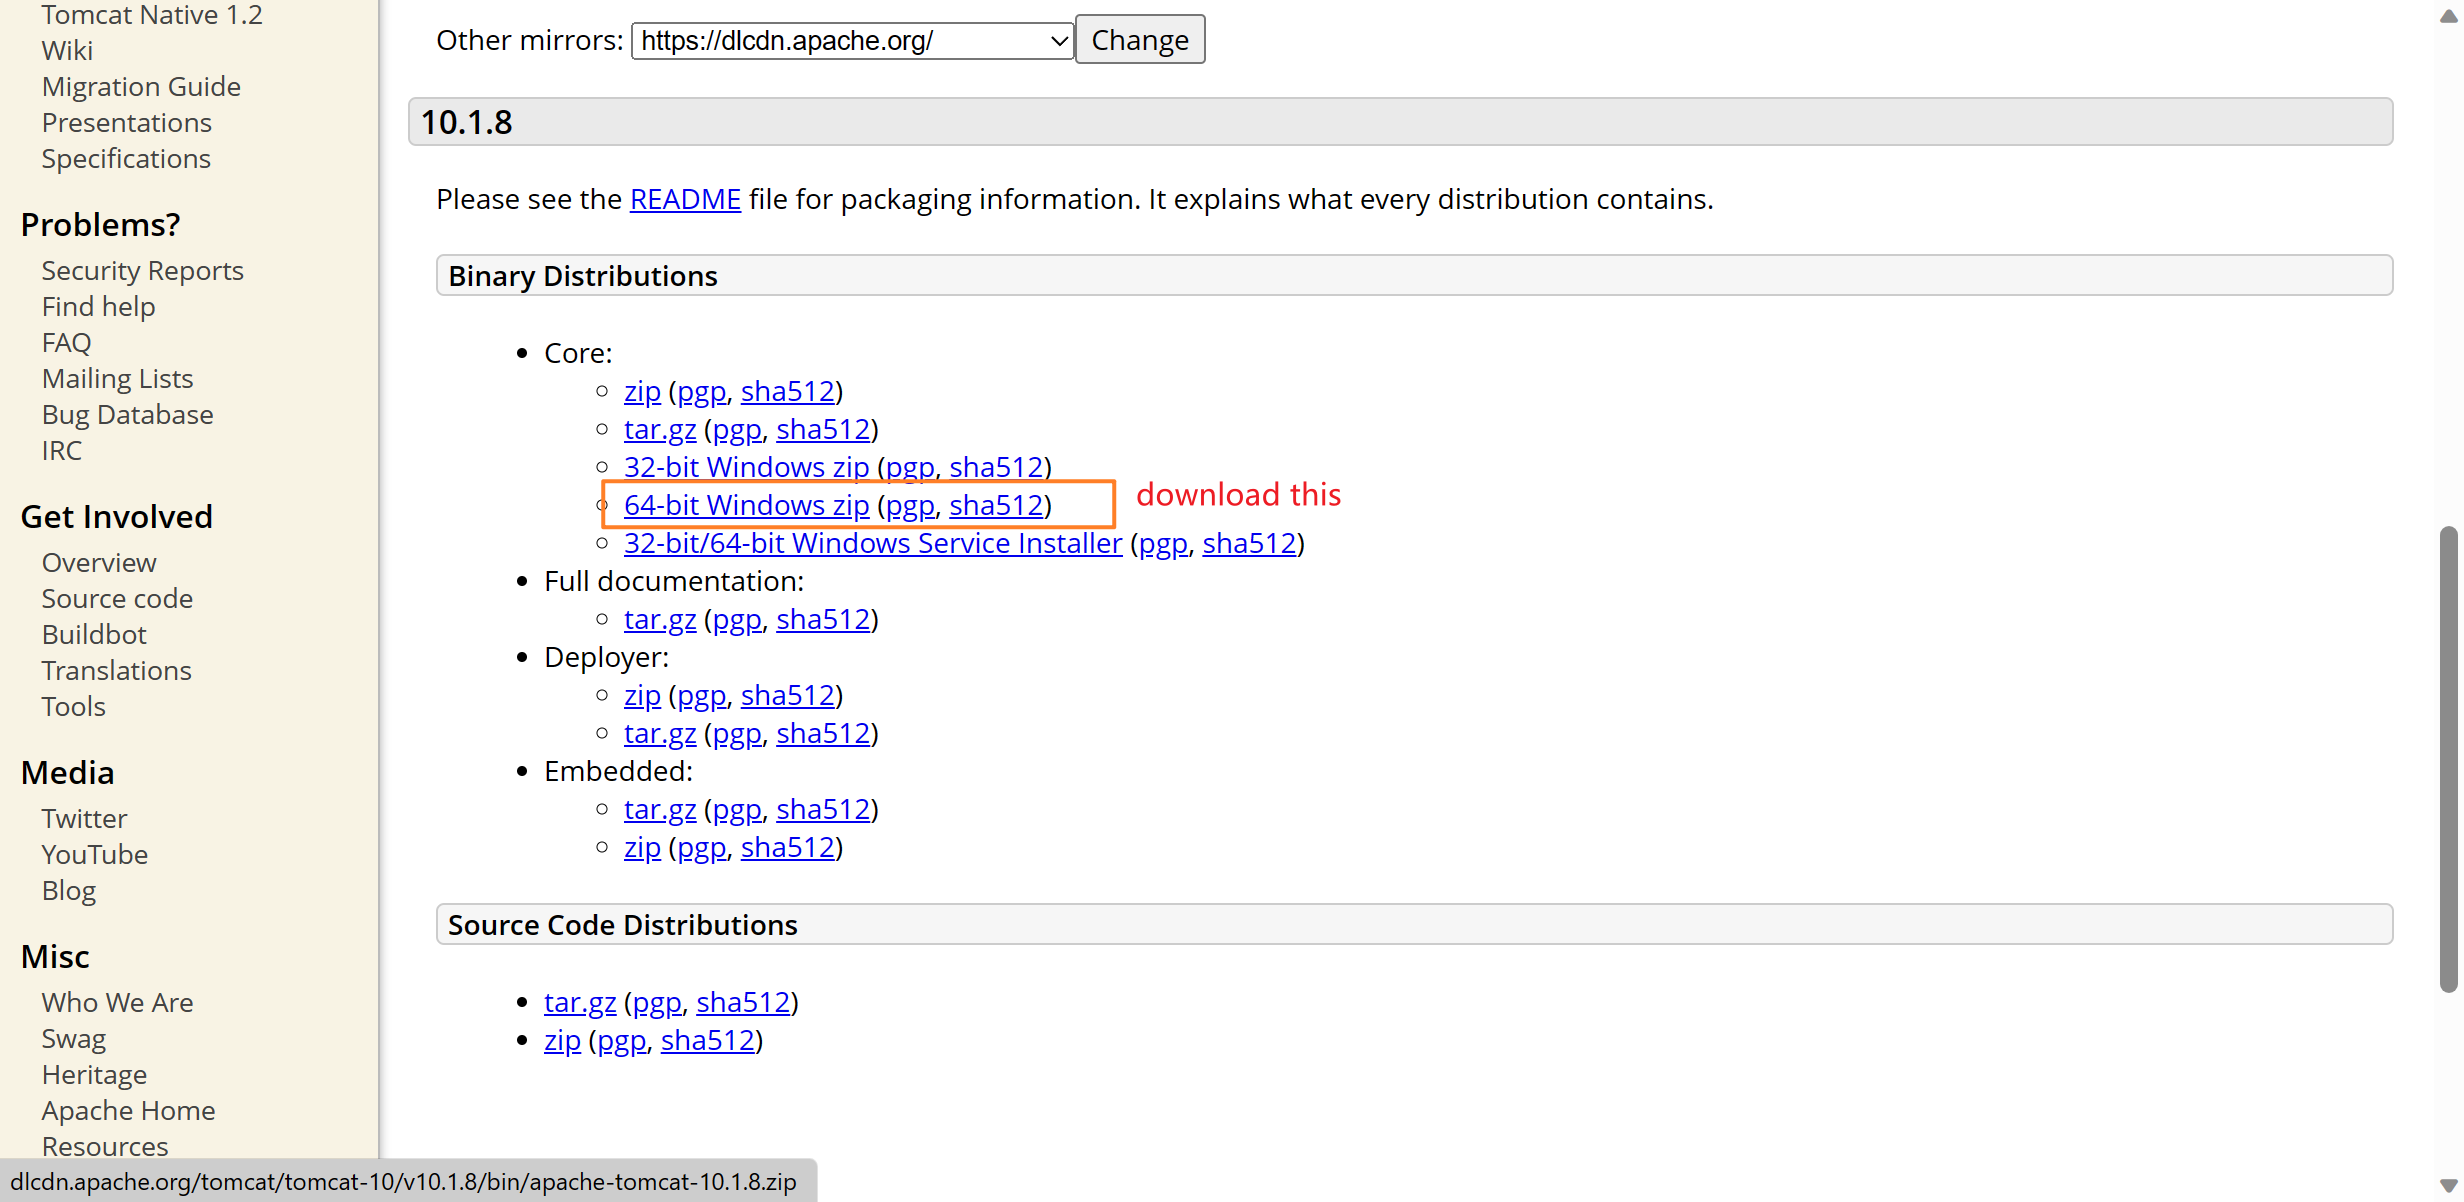 Tomcat Native 1.2
Wiki
Migration Guide
Presentations
Specifications
Problems?
Security Reports
Find help
FAQ
Mailing Lists
Bug Database
IRC
Get Involved
Overview
Source code
Buildbot
Translations
Tools
Media
Twitter
YouTube
Blog
Misc
Who We Are
Swag
Heritage
Apache Home
Resources
Other mirrors: https://dlcdn.apache.org/ Change
10.1.8
Please see the README file for packaging information. It explains what every distribution contains.
Binary Distributions
Core:
zip (pgp, sha512)
tar.gz (pgp, sha512)
32-bit Windows zip (pgp, sha512)
64-bit Windows zip (pgp, sha512) download this
32-bit/64-bit Windows Service Installer (pgp, sha512)
Full documentation:
tar.gz (pgp, sha512)
Deployer:
zip (pgp, sha512)
tar.gz (pgp, sha512)
Embedded:
tar.gz (pgp, sha512)
zip (pgp, sha512)
Source Code Distributions
tar.gz (pgp, sha512)
zip (pgp, sha512)
dlcdn.apache.org/tomcat/tomcat-10/v10.1.8/bin/apache-tomcat-10.1.8.zip